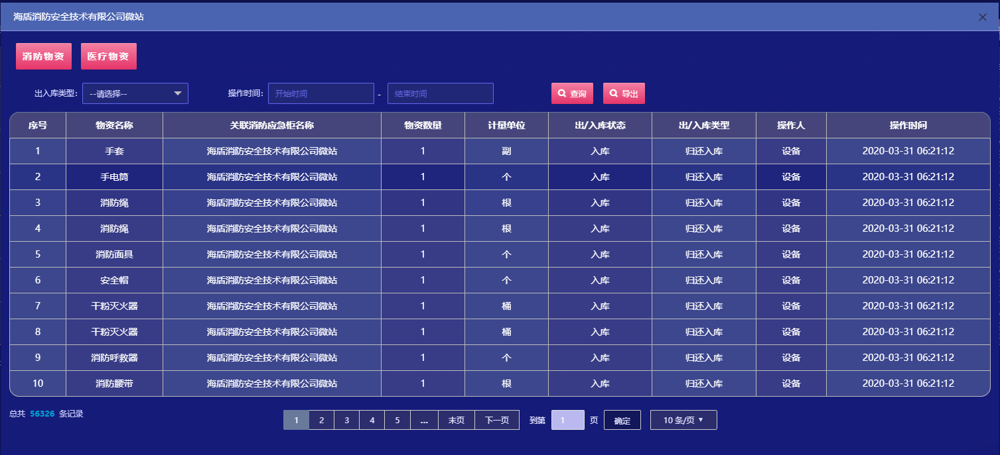 海盾消防安全技术有限公司微站
消防物资 医疗物资
出入库类型: --请选择-- 操作时间: 开始时间 - 结束时间 查询 导出
序号 物资名称 关联消防应急柜名称 物资数量 计量单位 出/入库状态 出/入库类型 操作人 操作时间
1 手套 海盾消防安全技术有限公司微站 1 副 入库 归还入库 设备 2020-03-31 06:21:12
2 手电筒 海盾消防安全技术有限公司微站 1 个 入库 归还入库 设备 2020-03-31 06:21:12
3 消防绳 海盾消防安全技术有限公司微站 1 根 入库 归还入库 设备 2020-03-31 06:21:12
4 消防绳 海盾消防安全技术有限公司微站 1 根 入库 归还入库 设备 2020-03-31 06:21:12
5 消防面具 海盾消防安全技术有限公司微站 1 个 入库 归还入库 设备 2020-03-31 06:21:12
6 安全帽 海盾消防安全技术有限公司微站 1 个 入库 归还入库 设备 2020-03-31 06:21:12
7 干粉灭火器 海盾消防安全技术有限公司微站 1 桶 入库 归还入库 设备 2020-03-31 06:21:12
8 干粉灭火器 海盾消防安全技术有限公司微站 1 桶 入库 归还入库 设备 2020-03-31 06:21:12
9 消防呼救器 海盾消防安全技术有限公司微站 1 个 入库 归还入库 设备 2020-03-31 06:21:12
10 消防腰带 海盾消防安全技术有限公司微站 1 根 入库 归还入库 设备 2020-03-31 06:21:12
总共 56326 条记录
1 2 3 4 5 ... 末页 下一页 到第 1 页 确定 10 条/页